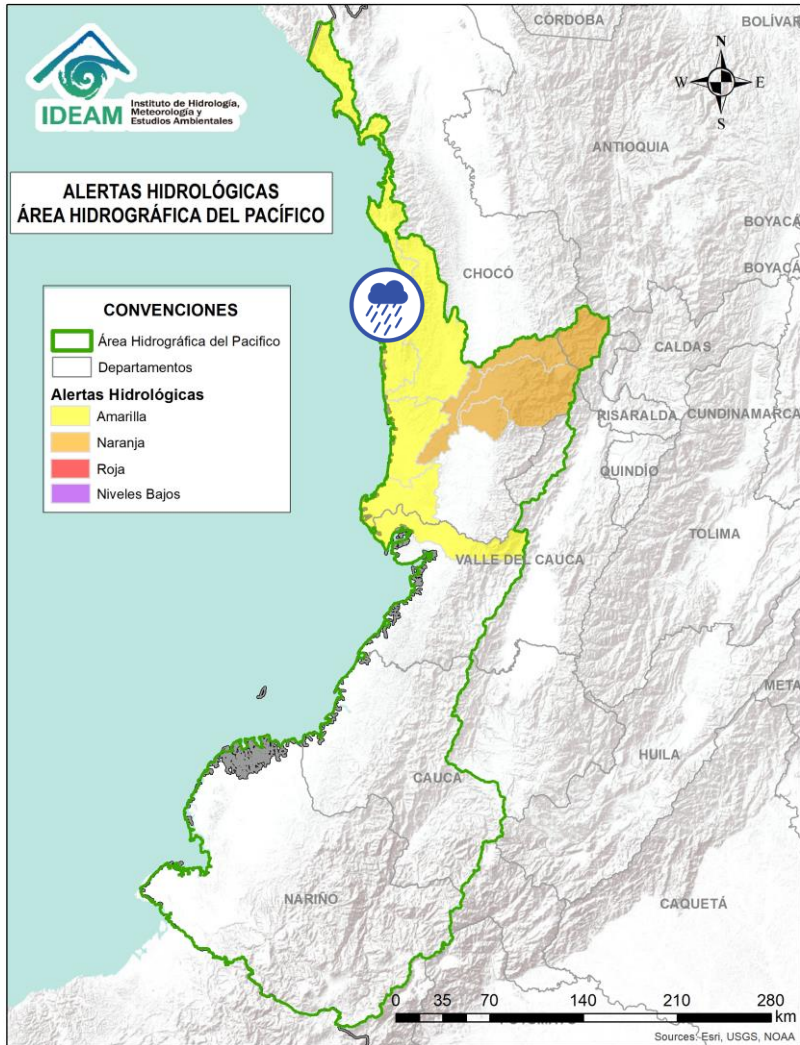 CÓRDOBA
BOLÍVAR
N
W E
S
IDEAM
Instituto de Hidrología,
Meteorología y
Estudios Ambientales
ANTIOQUIA
ALERTAS HIDROLÓGICAS
ÁREA HIDROGRÁFICA DEL PACÍFICO
BOYACÁ
BOYACÁ
CHOCÓ
CONVENCIONES
Área Hidrográfica del Pacifico
Departamentos
Alertas Hidrológicas
Amarilla
Naranja
Roja
Niveles Bajos
CALDAS
RISARALDA
CUNDINAMARCA
QUINDÍO
TOLIMA
VALLE DEL CAUCA
META
HUILA
CAUCA
NARIÑO
CAQUETÁ
0 35 70 140 210 280
km
Sources: Esri, USGS, NOAA